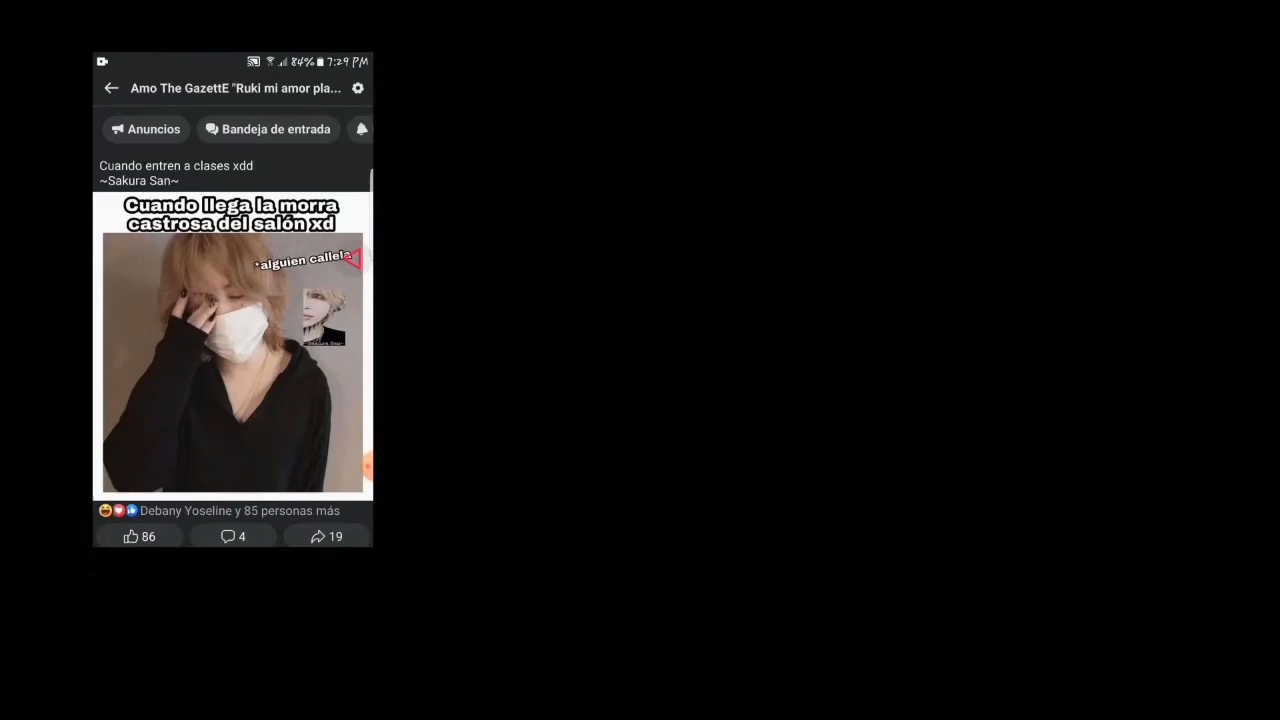 84% 7:29 PM
Amo The GazettE "Ruki mi amor pla...
Anuncios
Bandeja de entrada
Cuando entren a clases xdd
~Sakura San~
Cuando llega la morra
castrosa del salón xd
*alguien callela
Debany Yoseline y 85 personas más
86
4
19